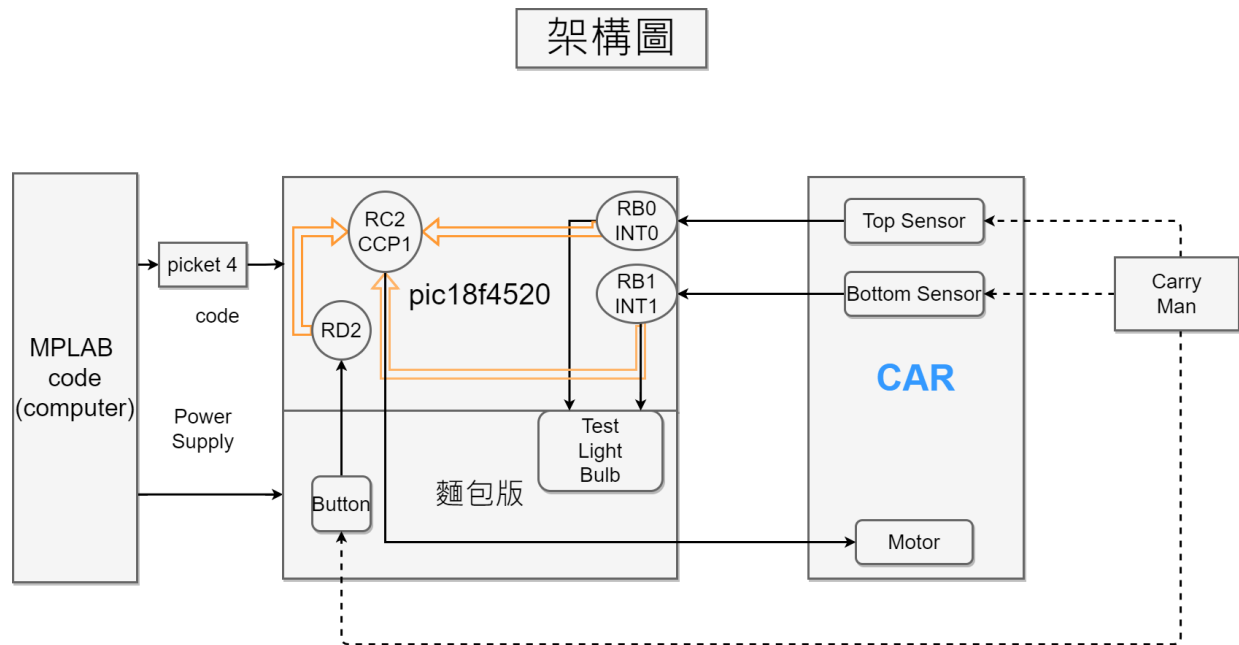 架構圖
MPLAB
code
(computer)
picket 4
code
Power
Supply
RC2
CCP1
RB0
INT0
pic18f4520
RB1
INT1
RD2
Button
麵包版
Test
Light
Bulb
Top Sensor
Bottom Sensor
CAR
Motor
Carry
Man